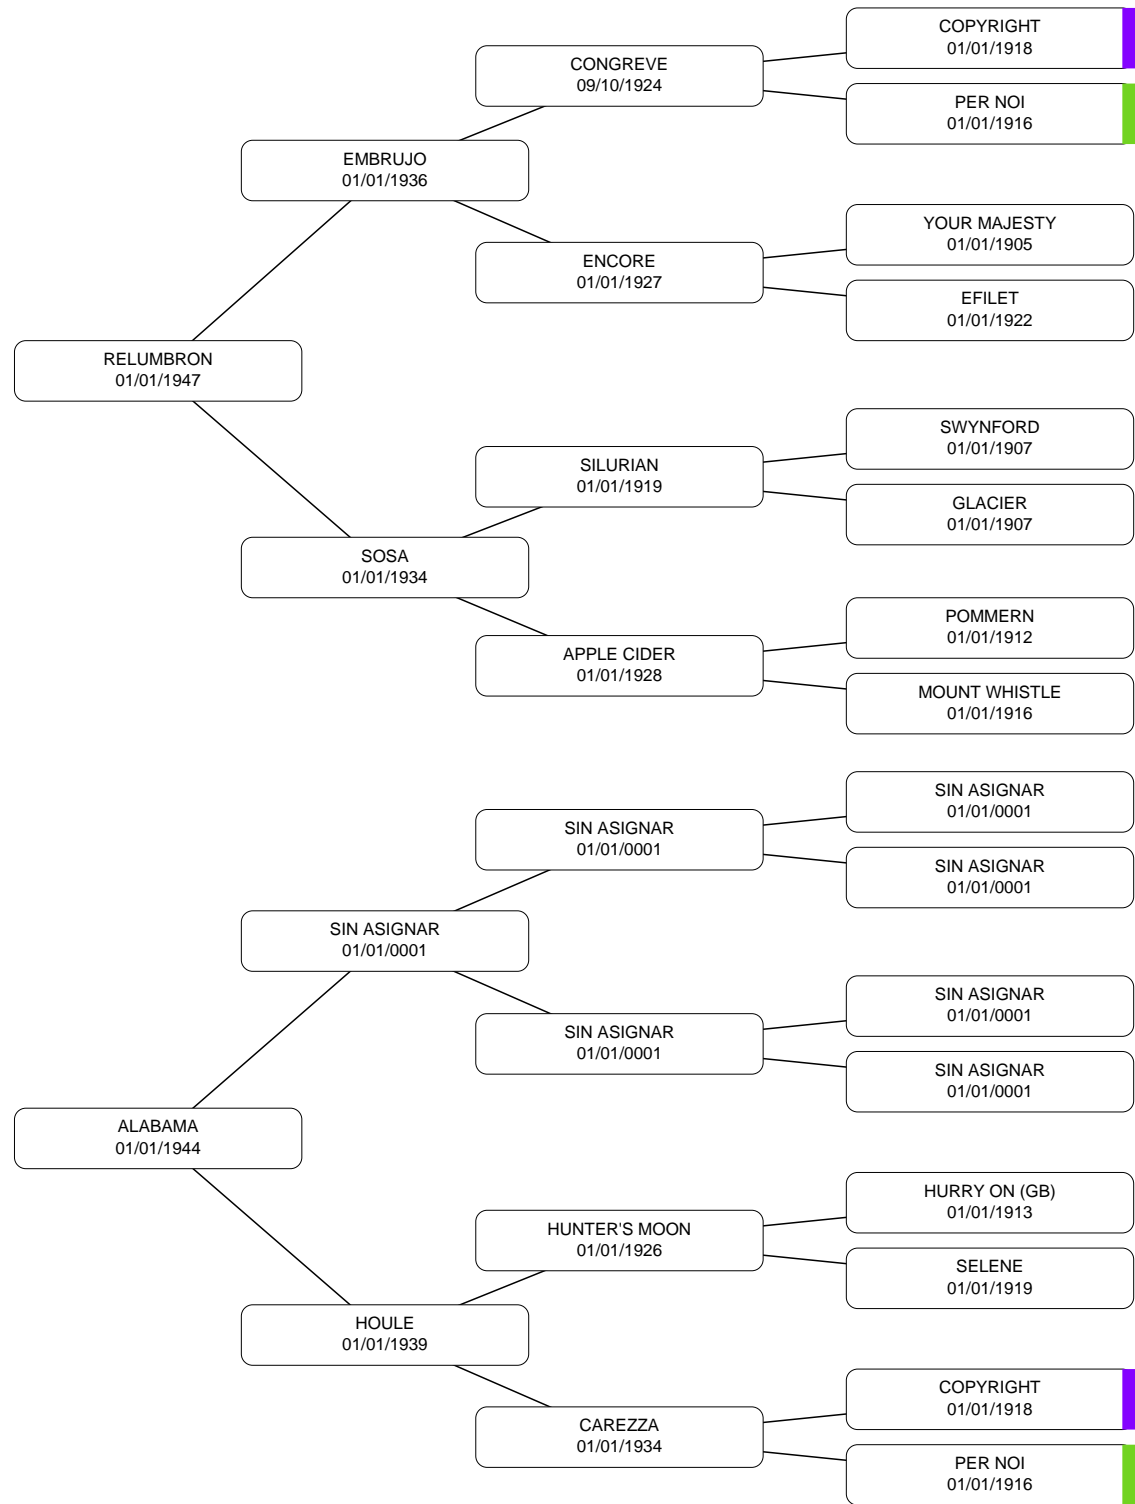 COPYRIGHT
01/01/1918
CONGREVE
09/10/1924
PER NOI
01/01/1916
EMBRUJO
01/01/1936
YOUR MAJESTY
01/01/1905
ENCORE
01/01/1927
EFILET
01/01/1922
RELUMBRON
01/01/1947
SWYNFORD
01/01/1907
SILURIAN
01/01/1919
GLACIER
01/01/1907
SOSA
01/01/1934
POMMERN
01/01/1912
APPLE CIDER
01/01/1928
MOUNT WHISTLE
01/01/1916
SIN ASIGNAR
01/01/0001
SIN ASIGNAR
01/01/0001
SIN ASIGNAR
01/01/0001
SIN ASIGNAR
01/01/0001
SIN ASIGNAR
01/01/0001
SIN ASIGNAR
01/01/0001
SIN ASIGNAR
01/01/0001
ALABAMA
01/01/1944
HURRY ON (GB)
01/01/1913
HUNTER'S MOON
01/01/1926
SELENE
01/01/1919
HOULE
01/01/1939
COPYRIGHT
01/01/1918
CAREZZA
01/01/1934
PER NOI
01/01/1916